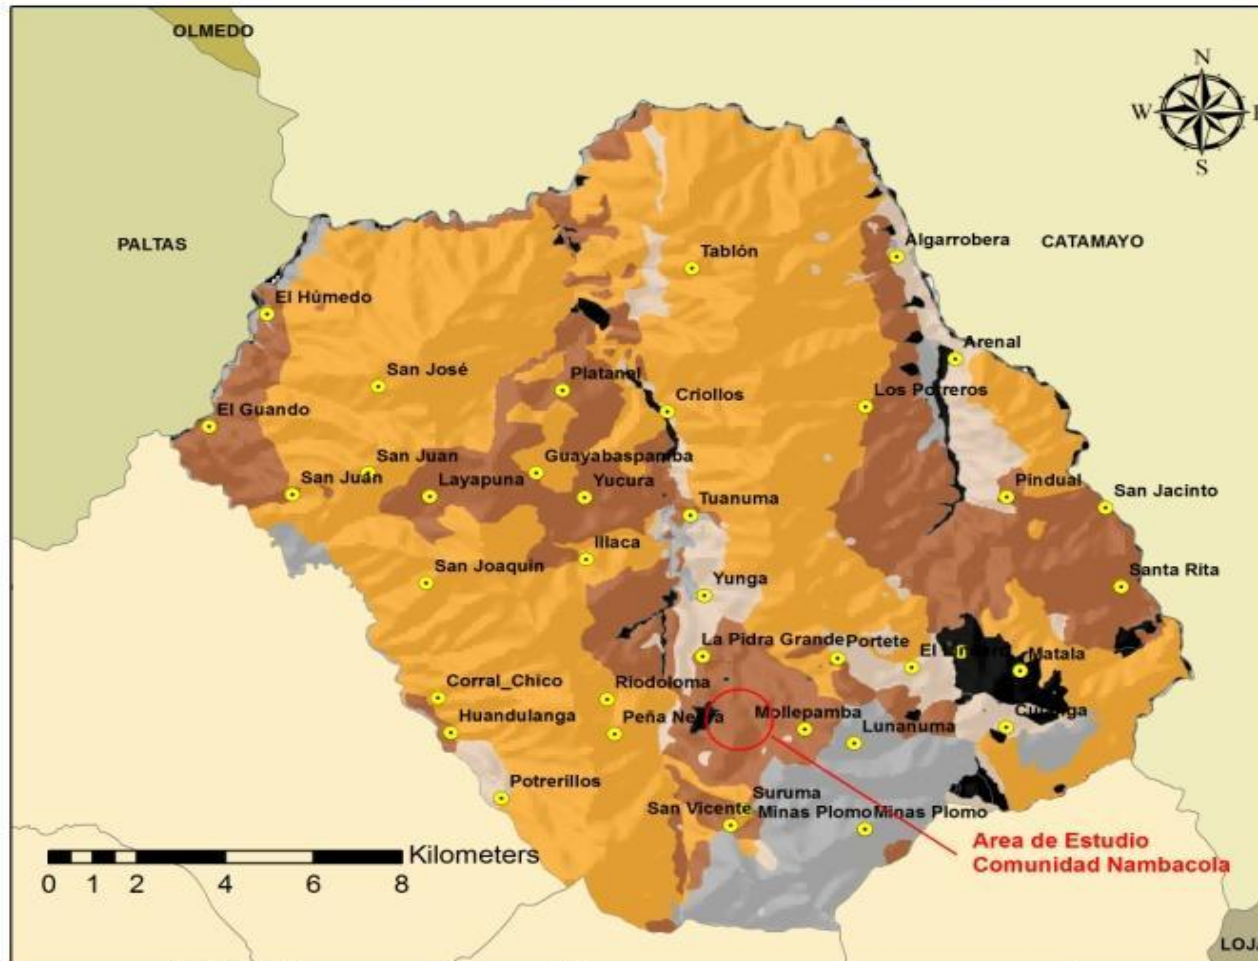 OLMEDO
N
W
E
S
PALTAS
CATAMAYO
Algarrobera
Tablón
El Húmedo
Arenal
San José
Platanal
Los Potreros
Criollos
El Guando
San Juan
Guayabaspamba
San Juan
Layapuna
Yucura
Pindual
San Jacinto
Tuanuma
Illaca
San Joaquín
Yunga
Santa Rita
La Pidra Grande
Portete
El
Matala
Corral_Chico
Riodoloma
Huandulanga
Peña Negra
Mollepamba
Lunanuma
Potrerillos
Suruma
San Vicente
Minas Plomo
Minas Plomo
Area de Estudio
Comunidad Nambacola
Kilometers
0 1 2 4 6 8
LOJA